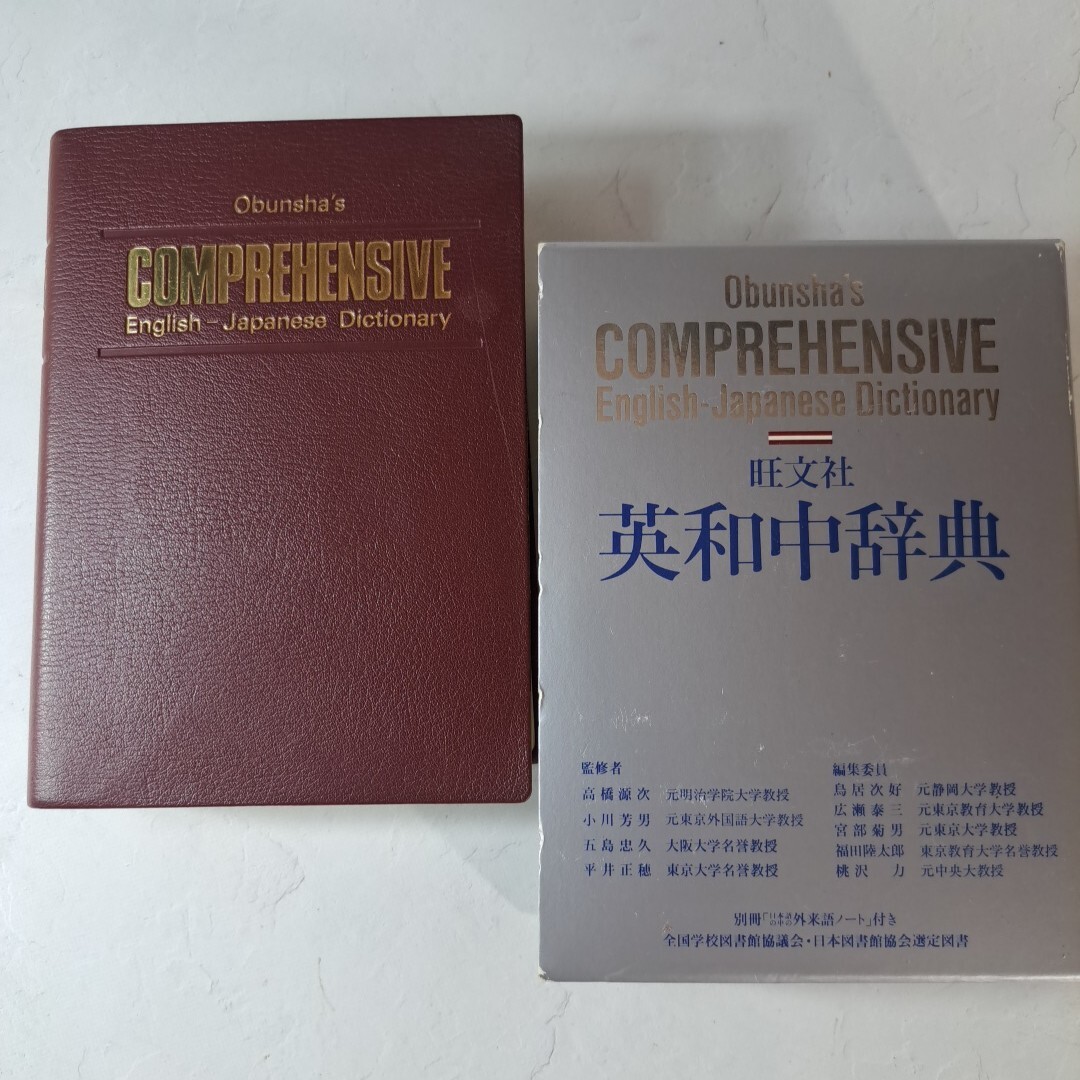 Obunsha's
COMPREHENSIVE
English-Japanese Dictionary
Obunsha's
COMPREHENSIVE
English-Japanese Dictionary
旺文社
英和中辞典
監修者
高橋源次 元明治学院大学教授
小川芳男 元東京外国語大学教授
五島忠久 大阪大学名誉教授
平井正穂 東京大学名誉教授
編集委員
鳥居次好 元静岡大学教授
広瀬泰三 元東京教育大学教授
宮部菊男 元東京大学教授
福田陸太郎 東京教育大学名誉教授
桃沢力 元中央大教授
別冊「日本語の中の外来語ノート」付き
全国学校図書館協議会・日本図書館協会選定図書